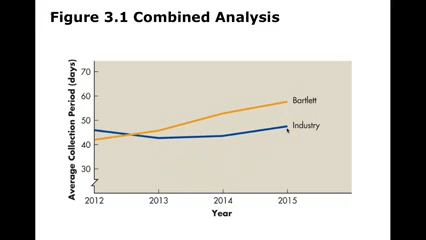 Figure 3.1 Combined Analysis
Average Collection Period (days)
70
60
50
40
30
Bartlett
Industry
2012 2013 2014 2015
Year